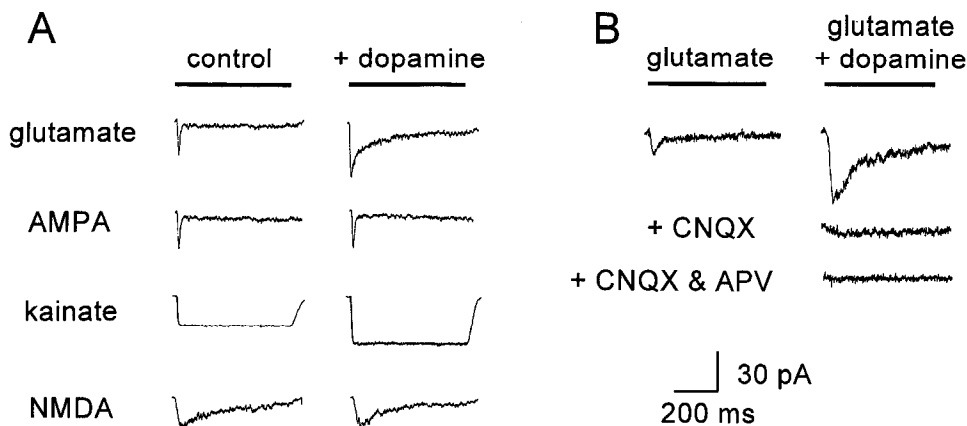 A
control
+ dopamine
glutamate
AMPA
kainate
NMDA
B
glutamate
glutamate
+ dopamine
+ CNQX
+ CNQX & APV
30 pA
200 ms